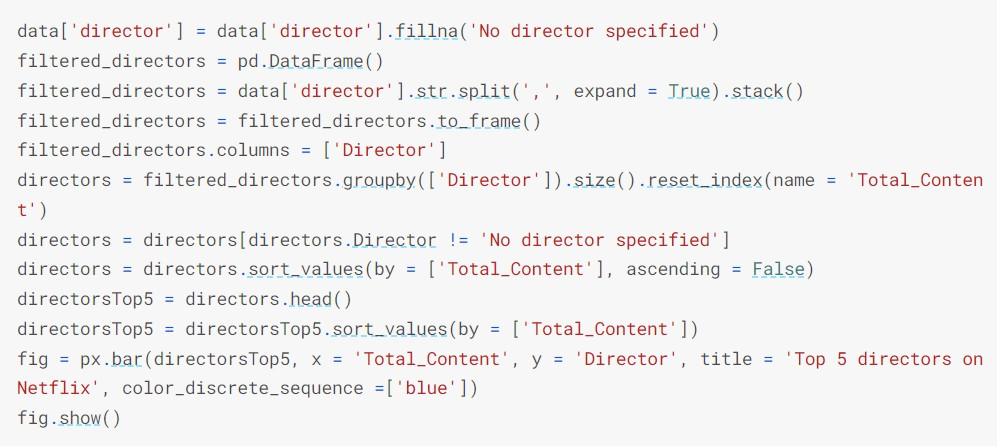 data['director'] = data['director'].fillna('No director specified')
filtered_directors = pd.DataFrame()
filtered_directors = data['director'].str.split(',', expand = True).stack()
filtered_directors = filtered_directors.to_frame()
filtered_directors.columns = ['Director']
directors = filtered_directors.groupby(['Director']).size().reset_index(name = 'Total_Conten
t')
directors = directors[directors.Director != 'No director specified']
directors = directors.sort_values(by = ['Total_Content'], ascending = False)
directorsTop5 = directors.head()
directorsTop5 = directorsTop5.sort_values(by = ['Total_Content'])
fig = px.bar(directorsTop5, x = 'Total_Content', y = 'Director', title = 'Top 5 directors on
Netflix', color_discrete_sequence =['blue'])
fig.show()